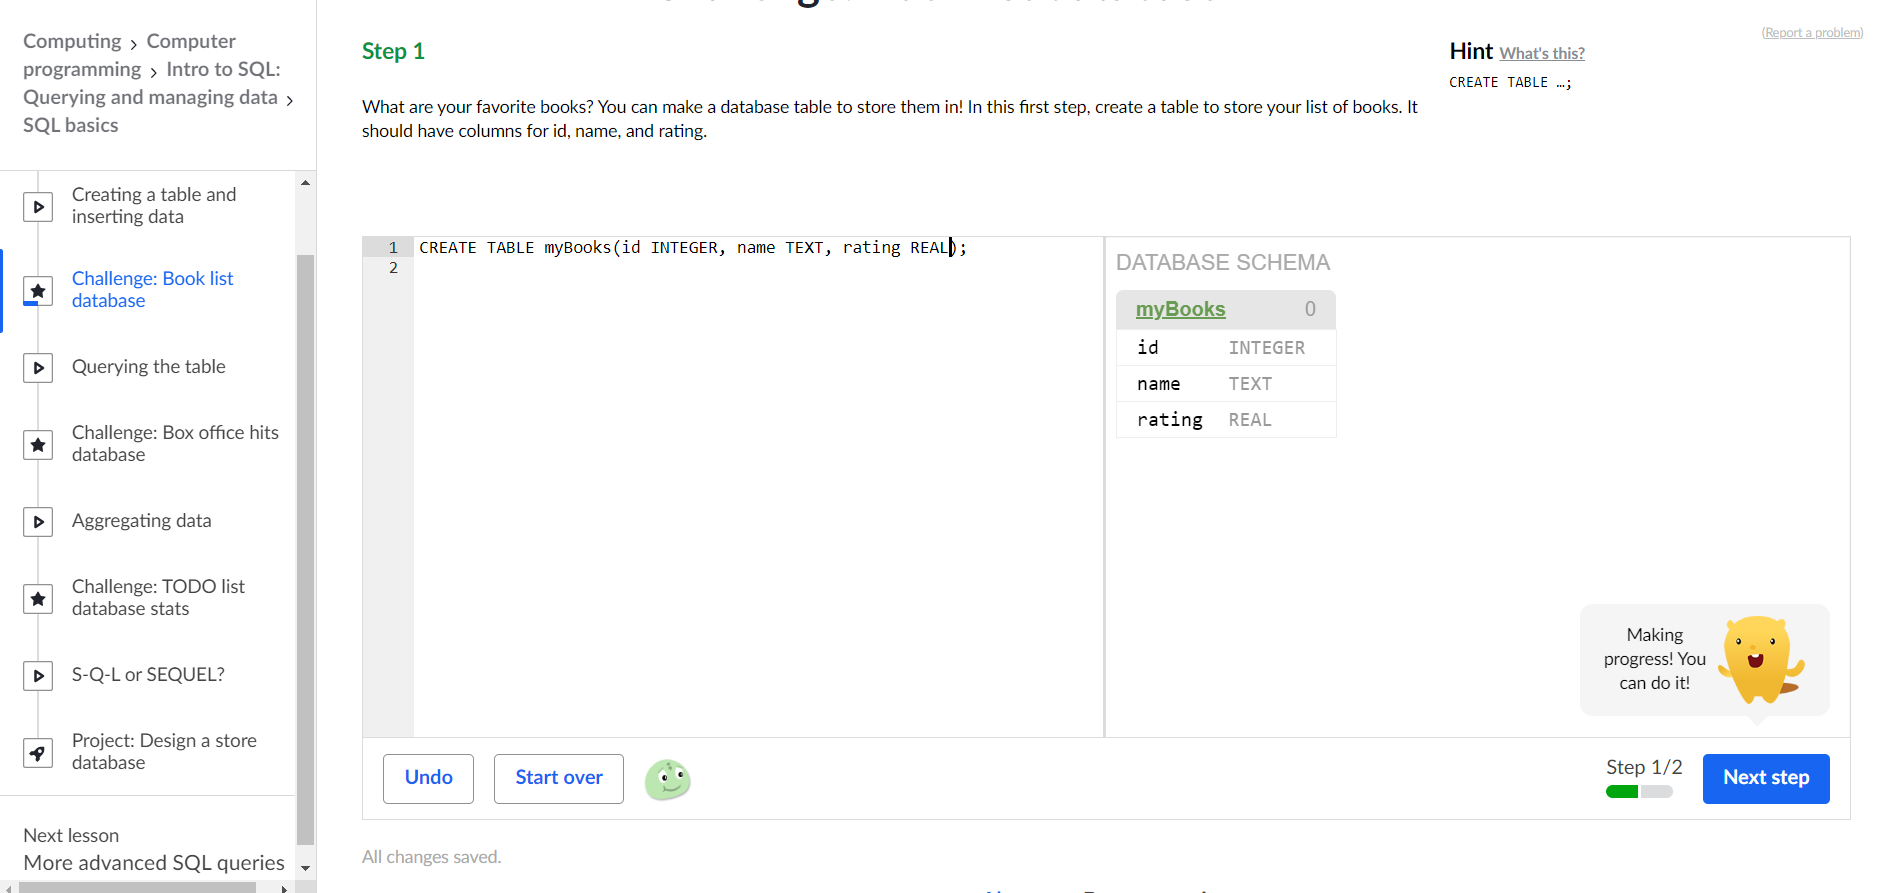 Computing › Computer
programming › Intro to SQL:
Querying and managing data ›
SQL basics
Creating a table and
inserting data
Challenge: Book list
database
Querying the table
Challenge: Box office hits
database
Aggregating data
Challenge: TODO list
database stats
S-Q-L or SEQUEL?
Project: Design a store
database
Next lesson
More advanced SQL queries
Step 1
What are your favorite books? You can make a database table to store them in! In this first step, create a table to store your list of books. It
should have columns for id, name, and rating.
(Report a problem)
Hint What's this?
CREATE TABLE …;
1 CREATE TABLE myBooks(id INTEGER, name TEXT, rating REAL);
2
DATABASE SCHEMA
myBooks 0
id INTEGER
name TEXT
rating REAL
Making
progress! You
can do it!
Undo
Start over
Step 1/2
Next step
All changes saved.